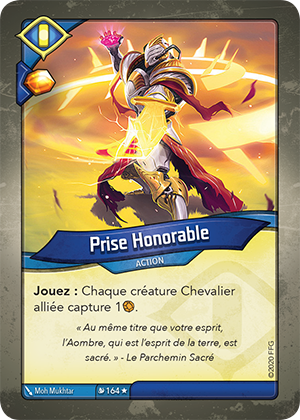 Prise Honorable
ACTION
Jouez : Chaque créature Chevalier
alliée capture 1.
« Au même titre que votre esprit,
l'Aombre, qui est l'esprit de la terre, est
sacré. » - Le Parchemin Sacré
©2020 FFG
Moh Mukhtar
164★